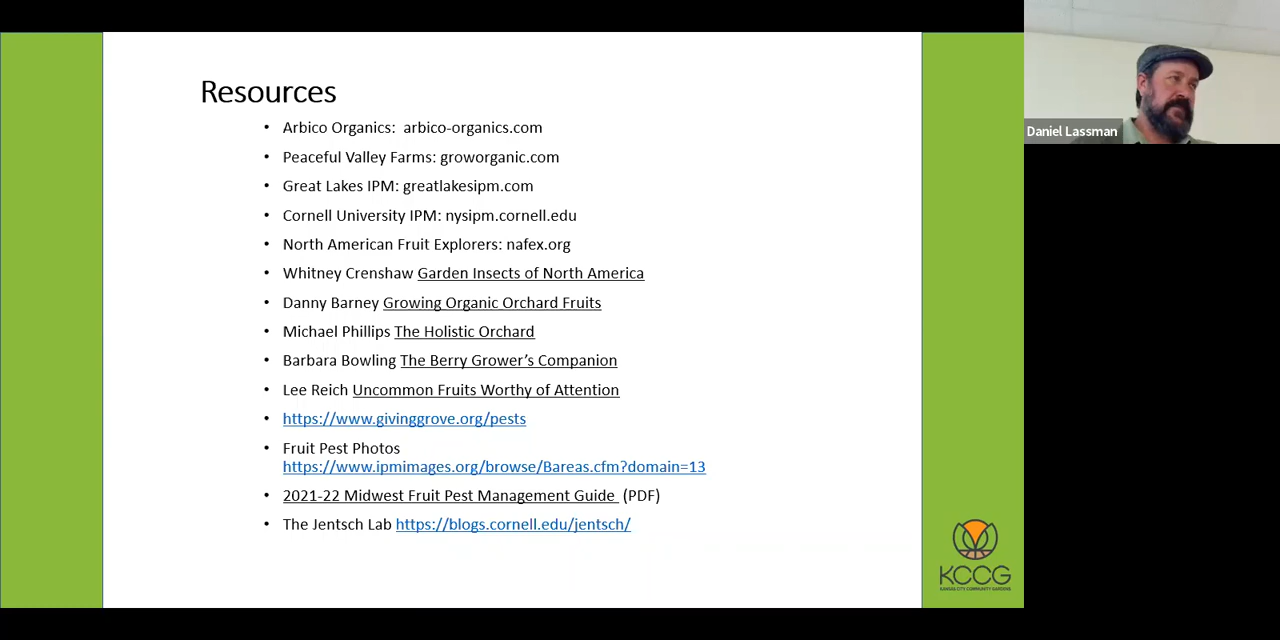 Resources
• Arbico Organics:  arbico-organics.com
• Peaceful Valley Farms: groworganic.com
• Great Lakes IPM: greatlakesipm.com
• Cornell University IPM: nysipm.cornell.edu
• North American Fruit Explorers: nafex.org
• Whitney Crenshaw Garden Insects of North America
• Danny Barney Growing Organic Orchard Fruits
• Michael Phillips The Holistic Orchard
• Barbara Bowling The Berry Grower’s Companion
• Lee Reich Uncommon Fruits Worthy of Attention
• https://www.givinggrove.org/pests
• Fruit Pest Photos
https://www.ipmimages.org/browse/Bareas.cfm?domain=13
• 2021-22 Midwest Fruit Pest Management Guide (PDF)
• The Jentsch Lab https://blogs.cornell.edu/jentsch/
Daniel Lassman
KCCG
KANSAS CITY COMMUNITY GARDENS